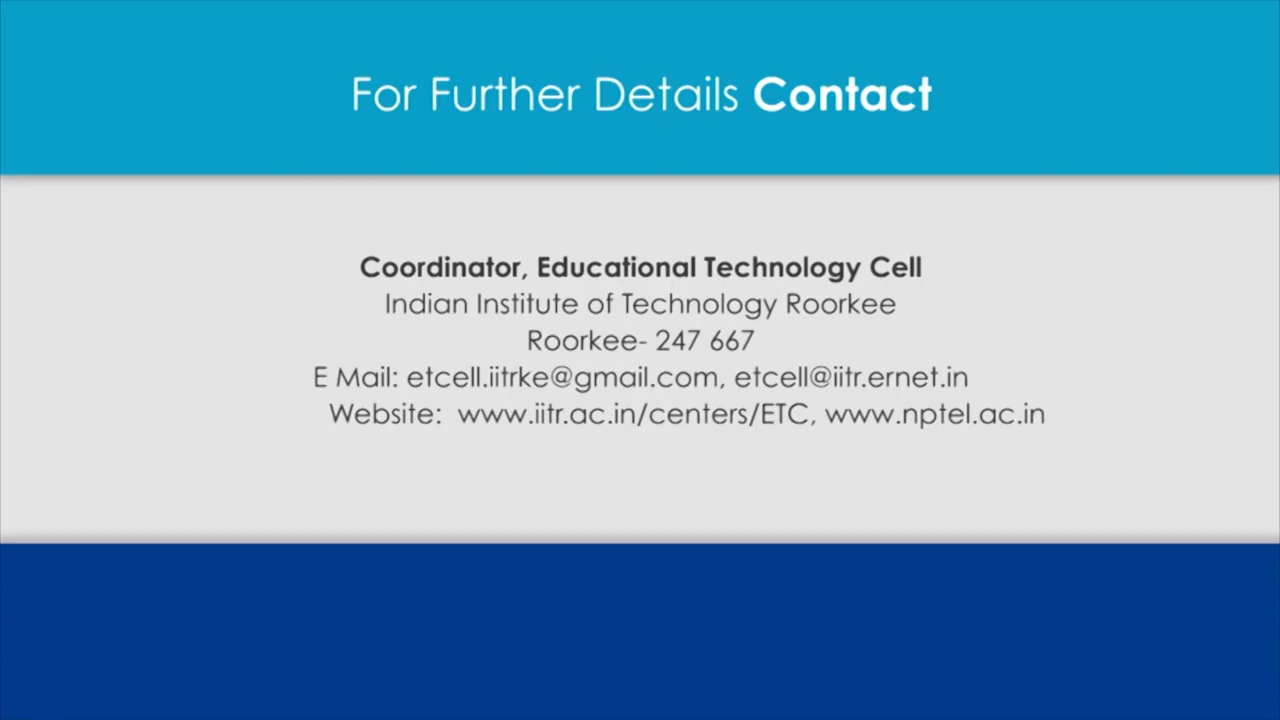 For Further Details Contact
Coordinator, Educational Technology Cell
Indian Institute of Technology Roorkee
Roorkee- 247 667
E Mail: etcell.iitrke@gmail.com, etcell@iitr.ernet.in
Website: www.iitr.ac.in/centers/ETC, www.nptel.ac.in